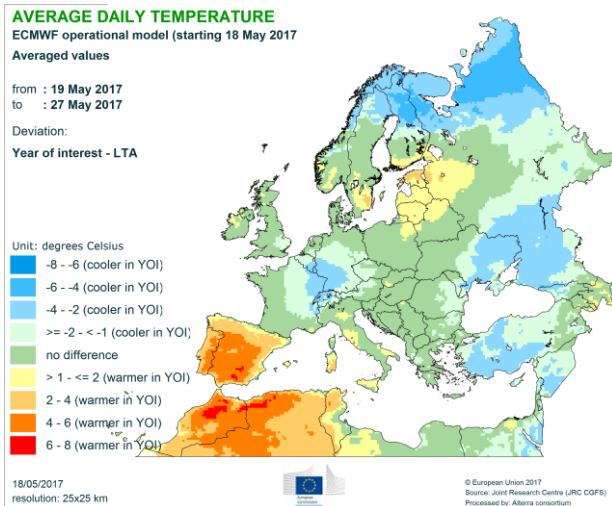 AVERAGE DAILY TEMPERATURE
ECMWF operational model (starting 18 May 2017
Averaged values
from : 19 May 2017
to : 27 May 2017
Deviation:
Year of interest - LTA
Unit: degrees Celsius
-8 - -6 (cooler in YOI)
-6 - -4 (cooler in YOI)
-4 - -2 (cooler in YOI)
>= -2 - < -1 (cooler in YOI)
no difference
> 1 - <= 2 (warmer in YOI)
2 - 4 (warmer in YOI)
4 - 6 (warmer in YOI)
6 - 8 (warmer in YOI)
18/05/2017
resolution: 25x25 km
European
Commission
© European Union 2017
Source: Joint Research Centre (JRC CGFS)
Processed by: Alterra consortium